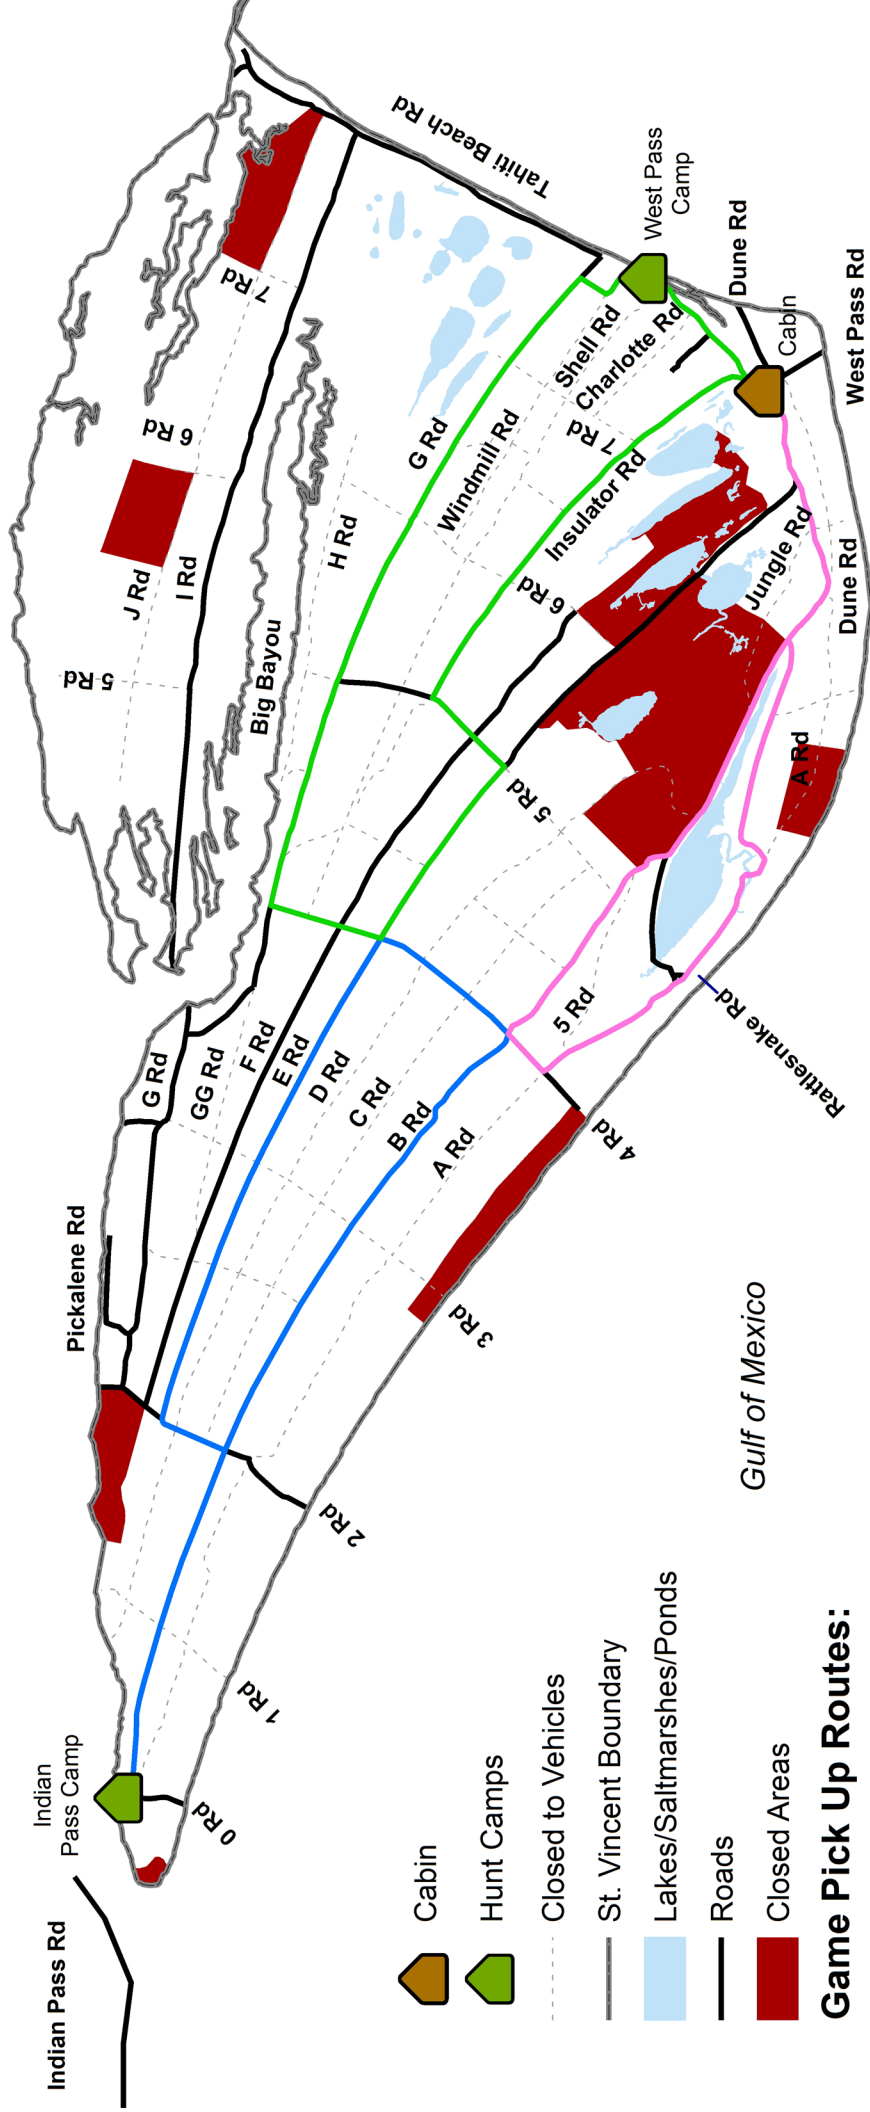 Indian Pass Rd
Indian
Pass Camp
0 Rd
1 Rd
2 Rd
3 Rd
4 Rd
Pickalene Rd
G Rd
GG Rd
F Rd
E Rd
D Rd
C Rd
B Rd
A Rd
5 Rd
Rattlesnake Rd
5 Rd
Big Bayou
5 Rd
J Rd
I Rd
6 Rd
7 Rd
H Rd
G Rd
Windmill Rd
Insulator Rd
6 Rd
7 Rd
Shell Rd
Charlotte Rd
Tahiti Beach Rd
West Pass
Camp
Dune Rd
Cabin
West Pass Rd
Jungle Rd
Dune Rd
A Rd
Gulf of Mexico
Cabin
Hunt Camps
Closed to Vehicles
St. Vincent Boundary
Lakes/Saltmarshes/Ponds
Roads
Closed Areas
Game Pick Up Routes: